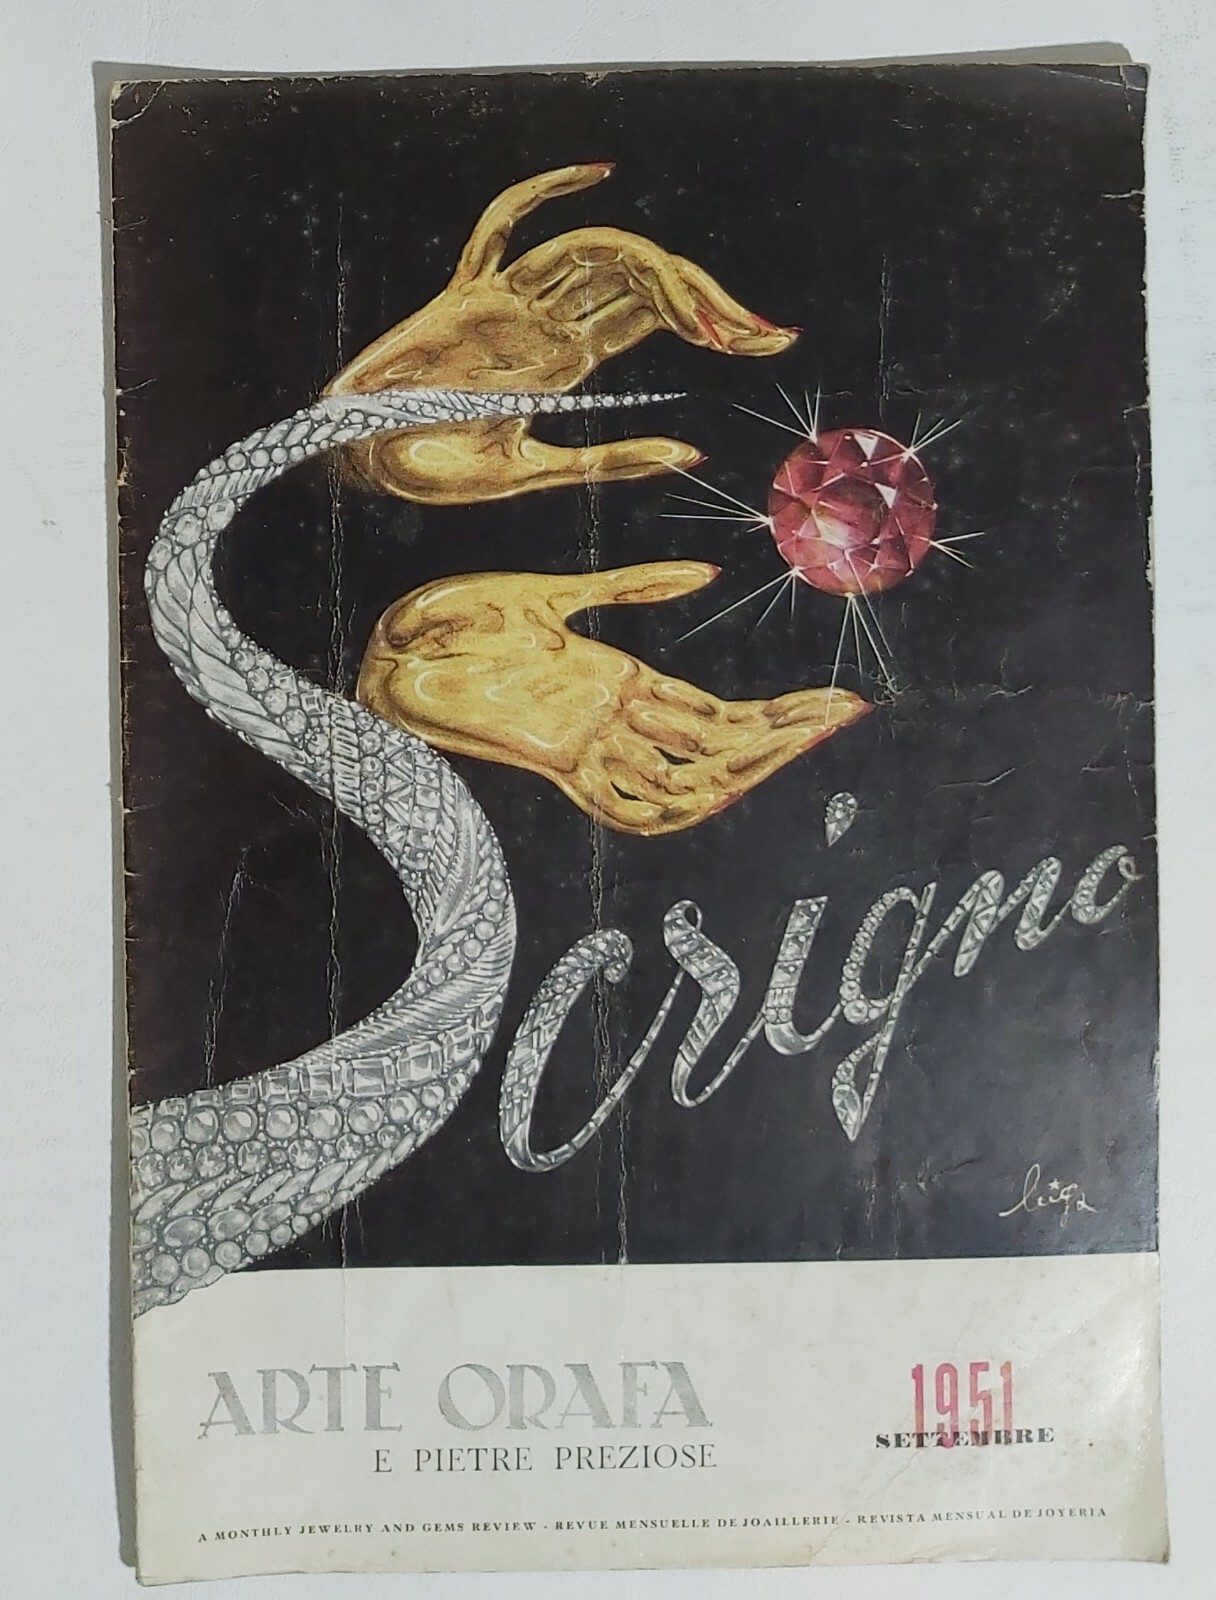 Scrigno
ARTE ORAFA
E PIETRE PREZIOSE
1951
SETTEMBRE
A MONTHLY JEWELRY AND GEMS REVIEW - REVUE MENSUELLE DE JOAILLERIE - REVISTA MENSUAL DE JOYERIA